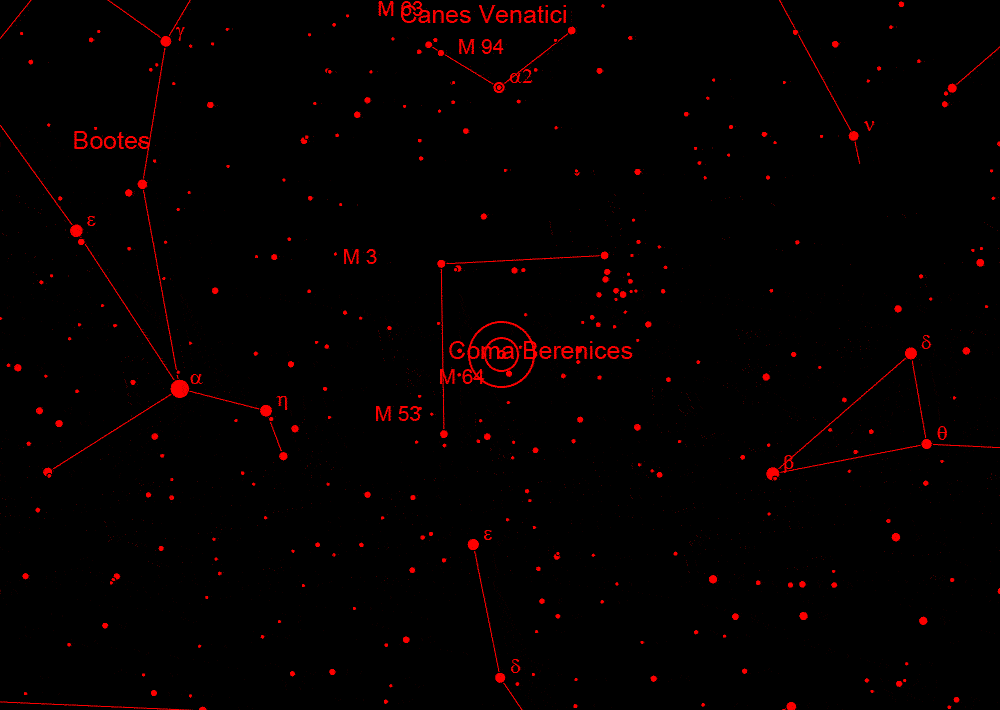 M 63
Canes Venatici
γ
M 94
α2
ν
Bootes
ε
M 3
δ
Coma Berenices
α
M 64
η
M 53
θ
β
ε
δ